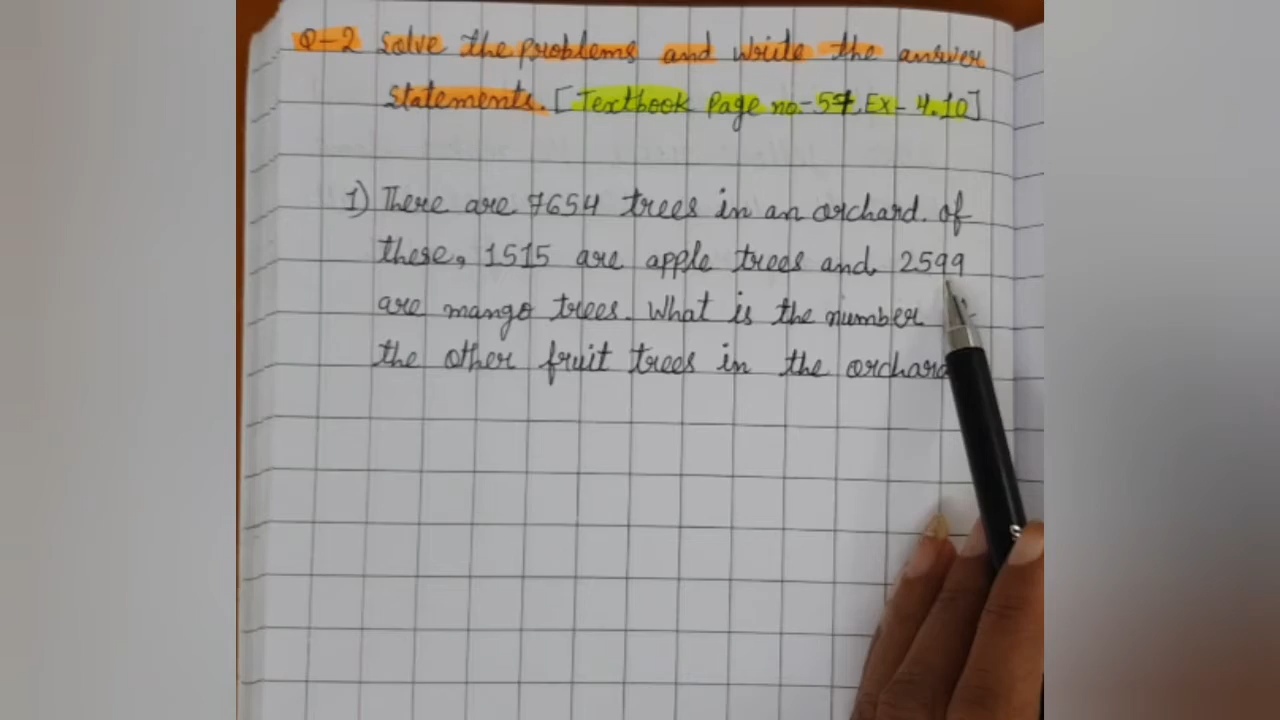 Q-2 Solve the problems and write the answer
statements. [Textbook Page no.-57, Ex- 4.10]
1) There are 7654 trees in an orchard. of
these, 1515 are apple trees and 2599
are mango trees. What is the number
the other fruit trees in the orchard